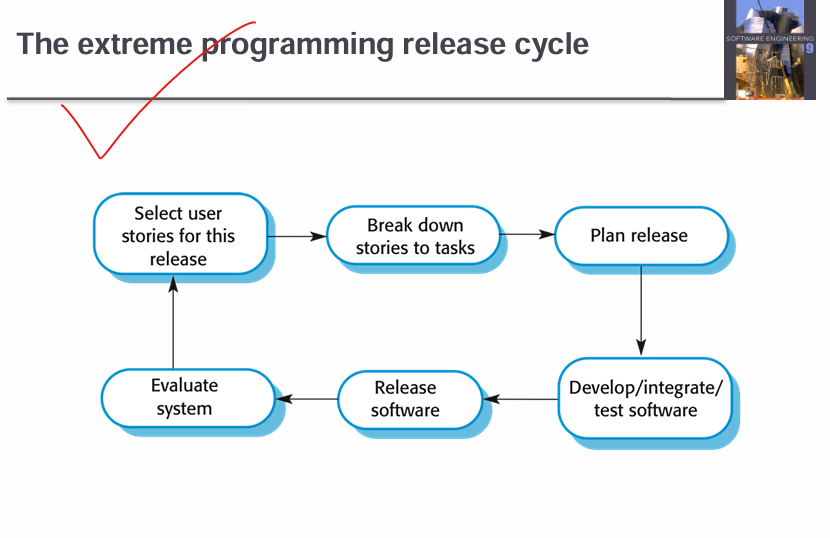 The extreme programming release cycle
SOFTWARE ENGINEERING
9
Select user
stories for this
release
Break down
stories to tasks
Plan release
Evaluate
system
Release
software
Develop/integrate/
test software